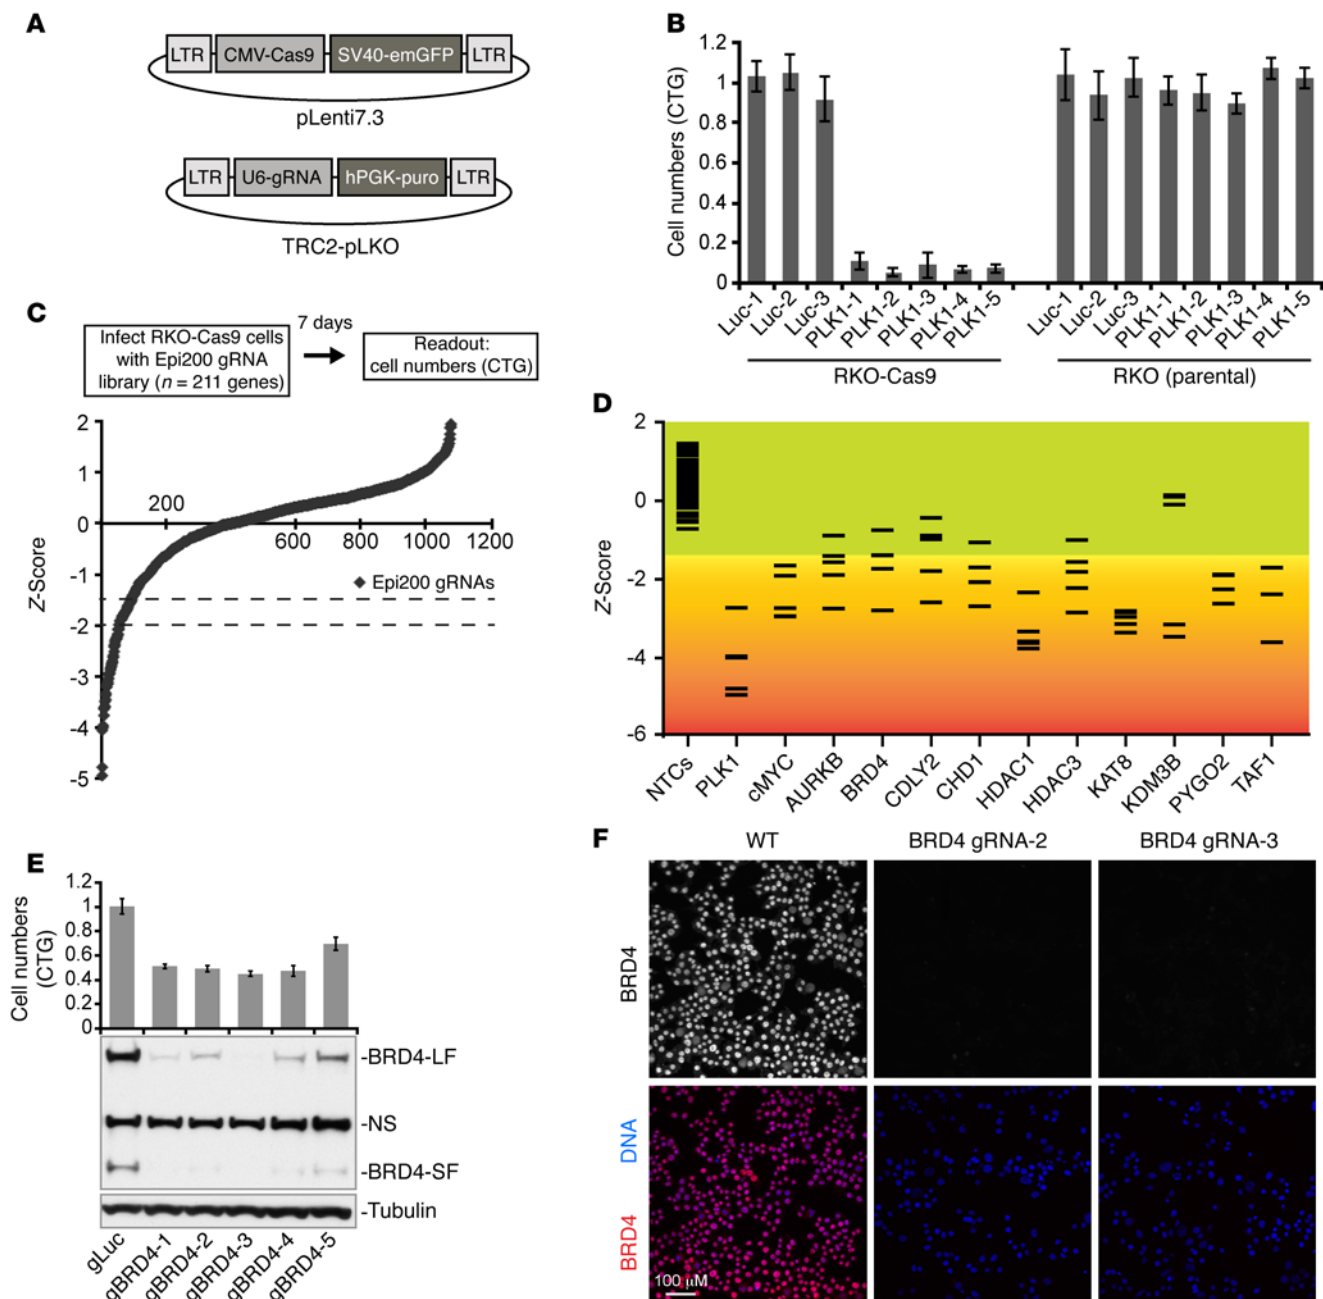 A
LTR CMV-Cas9 SV40-emGFP LTR
pLenti7.3
LTR U6-gRNA hPGK-puro LTR
TRC2-pLKO
B
Cell numbers (CTG)
1.2
1
0.8
0.6
0.4
0.2
0
Luc-1 Luc-2 Luc-3 PLK1-1 PLK1-2 PLK1-3 PLK1-4 PLK1-5
Luc-1 Luc-2 Luc-3 PLK1-1 PLK1-2 PLK1-3 PLK1-4 PLK1-5
RKO-Cas9
RKO (parental)
C
Infect RKO-Cas9 cells
with Epi200 gRNA
library (n = 211 genes)
7 days
Readout:
cell numbers (CTG)
Z-Score
2
1
0
-1
-2
-3
-4
-5
200
600 800 1000 1200
Epi200 gRNAs
D
Z-Score
2
0
-2
-4
-6
NTCs PLK1 cMYC AURKB BRD4 CDLY2 CHD1 HDAC1 HDAC3 KAT8 KDM3B PYGO2 TAF1
E
Cell numbers
(CTG)
1.2
1
0.8
0.6
0.4
0.2
0
-BRD4-LF
-NS
-BRD4-SF
-Tubulin
gLuc gBRD4-1 gBRD4-2 gBRD4-3 gBRD4-4 gBRD4-5
F
WT BRD4 gRNA-2 BRD4 gRNA-3
BRD4
BRD4 DNA
100 µM